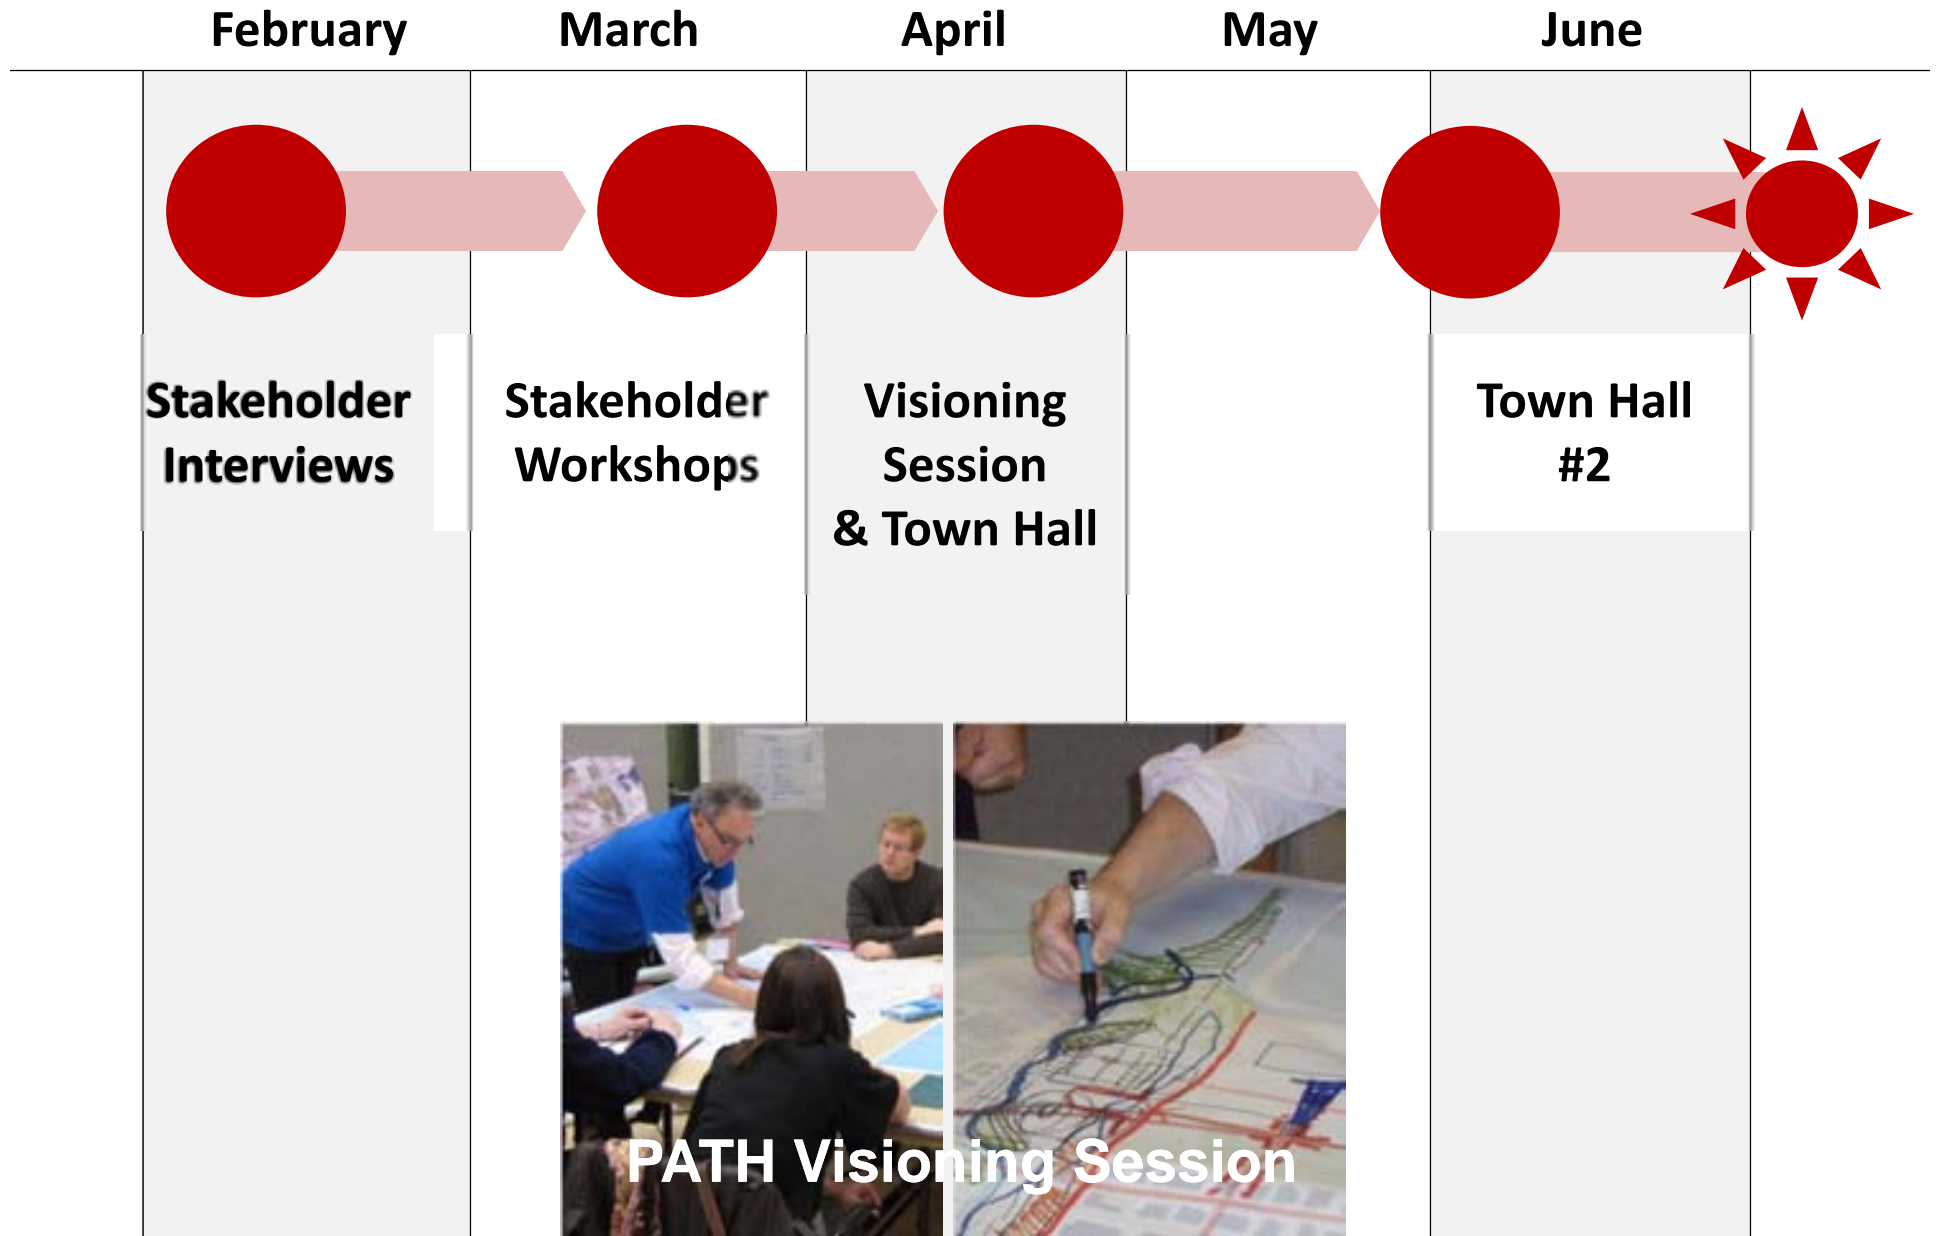 February March April May June
Stakeholder
Interviews
Stakeholder
Workshops
Visioning
Session
& Town Hall
Town Hall
#2
PATH Visioning Session